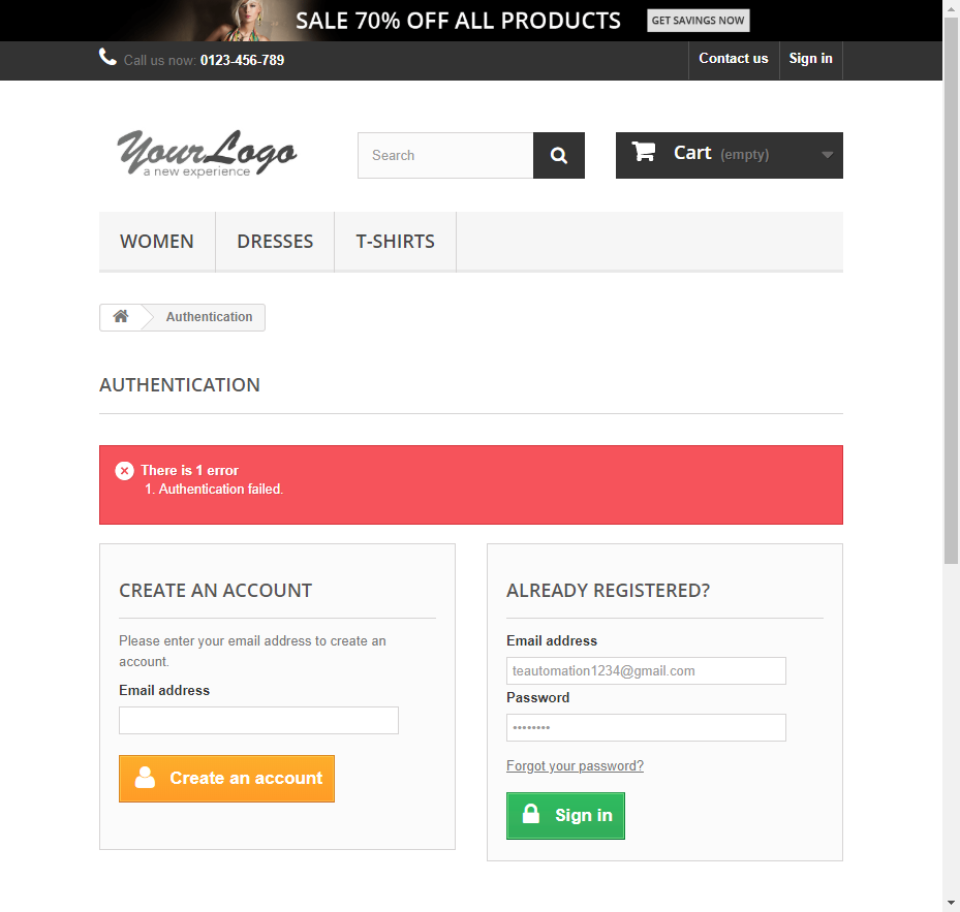 SALE 70% OFF ALL PRODUCTS GET SAVINGS NOW
Call us now: 0123-456-789 Contact us Sign in
YourLogo
a new experience
Search
Cart (empty)
WOMEN DRESSES T-SHIRTS
Authentication
AUTHENTICATION
There is 1 error
1. Authentication failed.
CREATE AN ACCOUNT
Please enter your email address to create an
account.
Email address
Create an account
ALREADY REGISTERED?
Email address
teautomation1234@gmail.com
Password
••••••••
Forgot your password?
Sign in